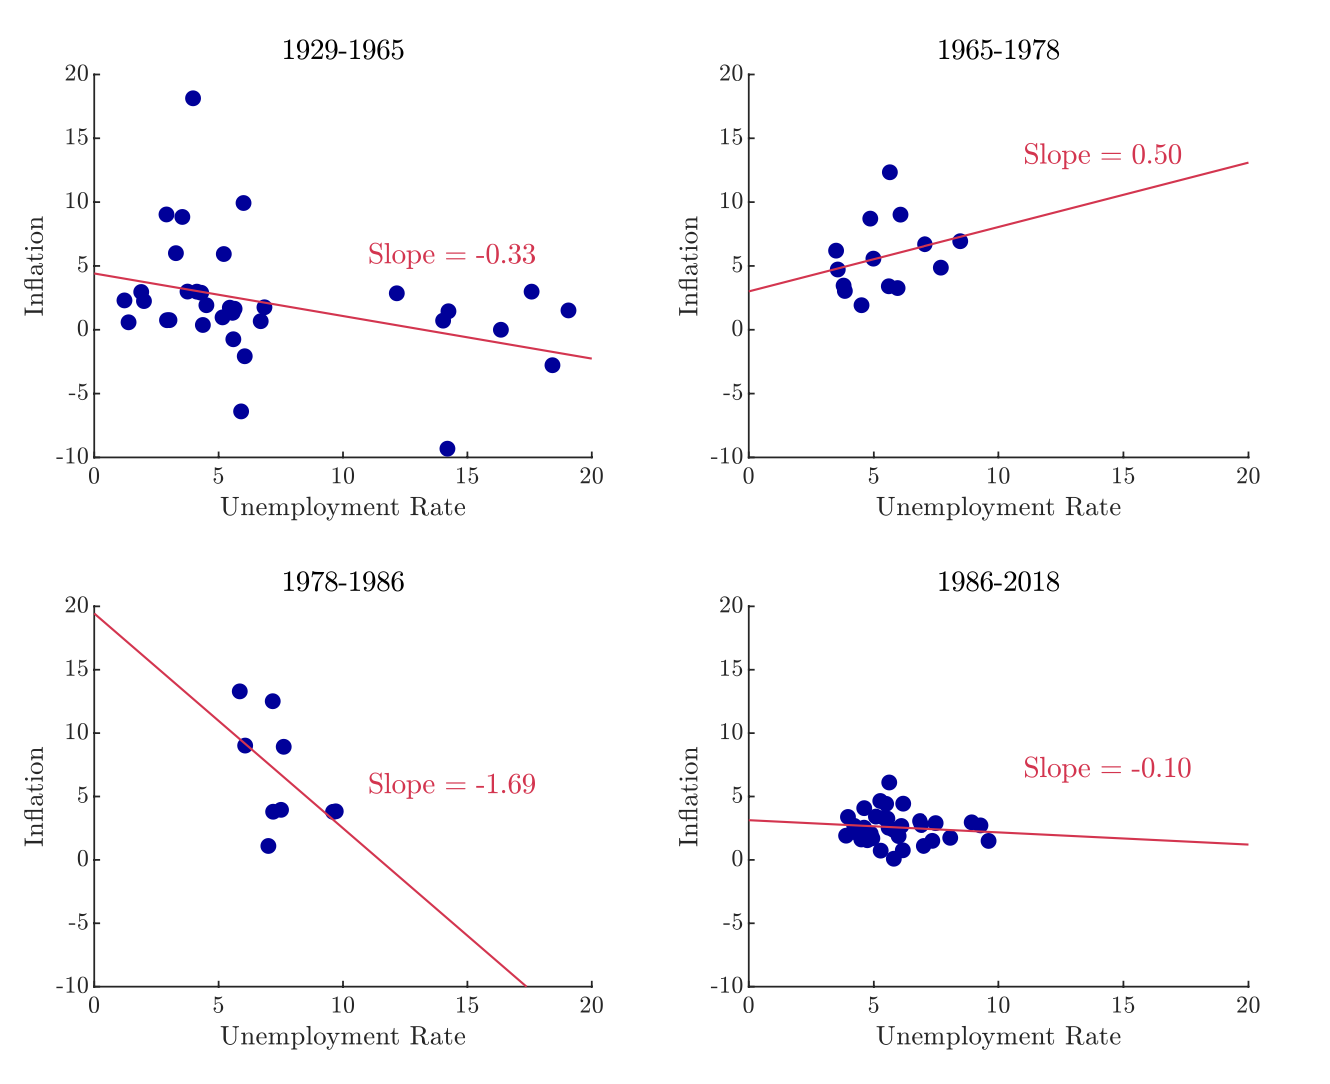 1929-1965
20
15
10
5
0
-5
-10
0 5 10 15 20
Inflation
Unemployment Rate
Slope = -0.33
1965-1978
20
15
10
5
0
-5
-10
0 5 10 15 20
Inflation
Unemployment Rate
Slope = 0.50
1978-1986
20
15
10
5
0
-5
-10
0 5 10 15 20
Inflation
Unemployment Rate
Slope = -1.69
1986-2018
20
15
10
5
0
-5
-10
0 5 10 15 20
Inflation
Unemployment Rate
Slope = -0.10